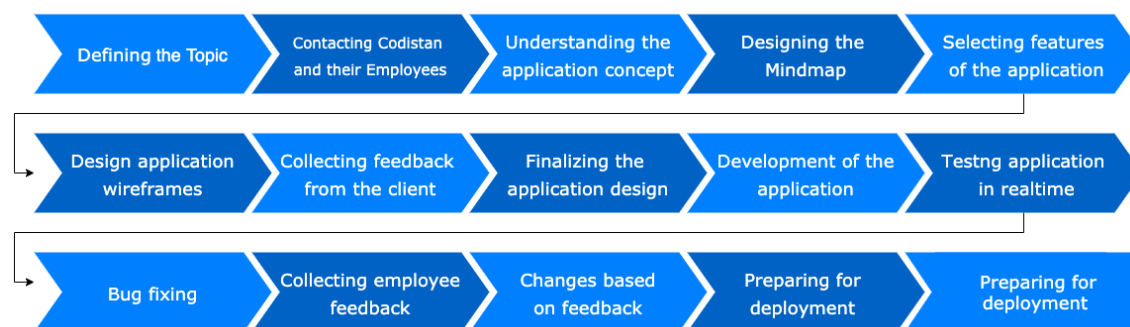 Defining the Topic
Contacting Codistan
and their Employees
Understanding the
application concept
Designing the
Mindmap
Selecting features
of the application
Design application
wireframes
Collecting feedback
from the client
Finalizing the
application design
Development of the
application
Testng application
in realtime
Bug fixing
Collecting employee
feedback
Changes based
on feedback
Preparing for
deployment
Preparing for
deployment